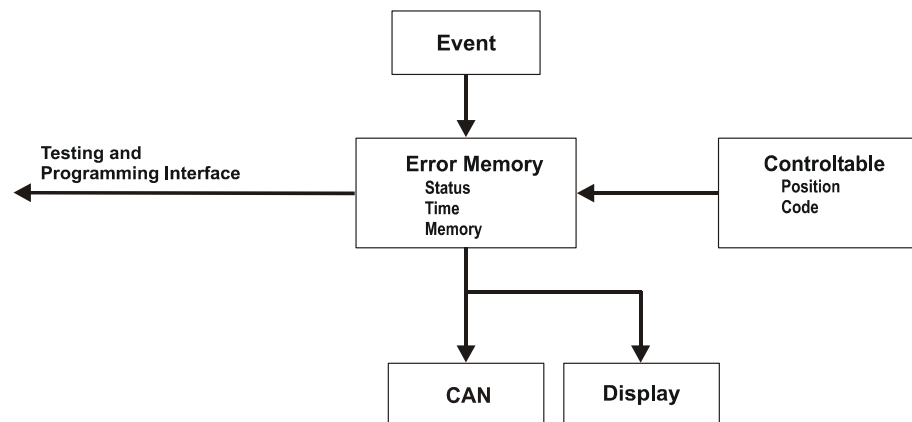 Event
Testing and
Programming Interface
Error Memory
Status
Time
Memory
Controltable
Position
Code
CAN
Display